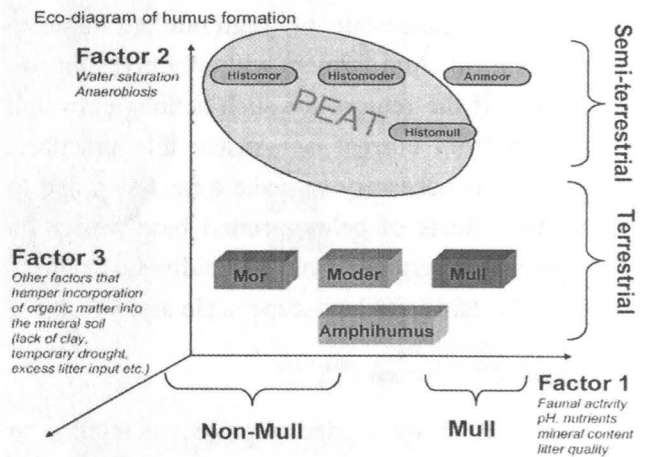 Eco-diagram of humus formation
Factor 2
Water saturation
Anaerobiosis
Histomor
Histomoder
Anmoor
PEAT
Histomull
Semi-terrestrial
Terrestrial
Factor 3
Other factors that
hamper incorporation
of organic matter into
the mineral soil
(lack of clay,
temporary drought,
excess litter input etc.)
Mor
Moder
Mull
Amphihumus
Non-Mull
Mull
Factor 1
Faunal activity
pH, nutrients
mineral content
litter quality